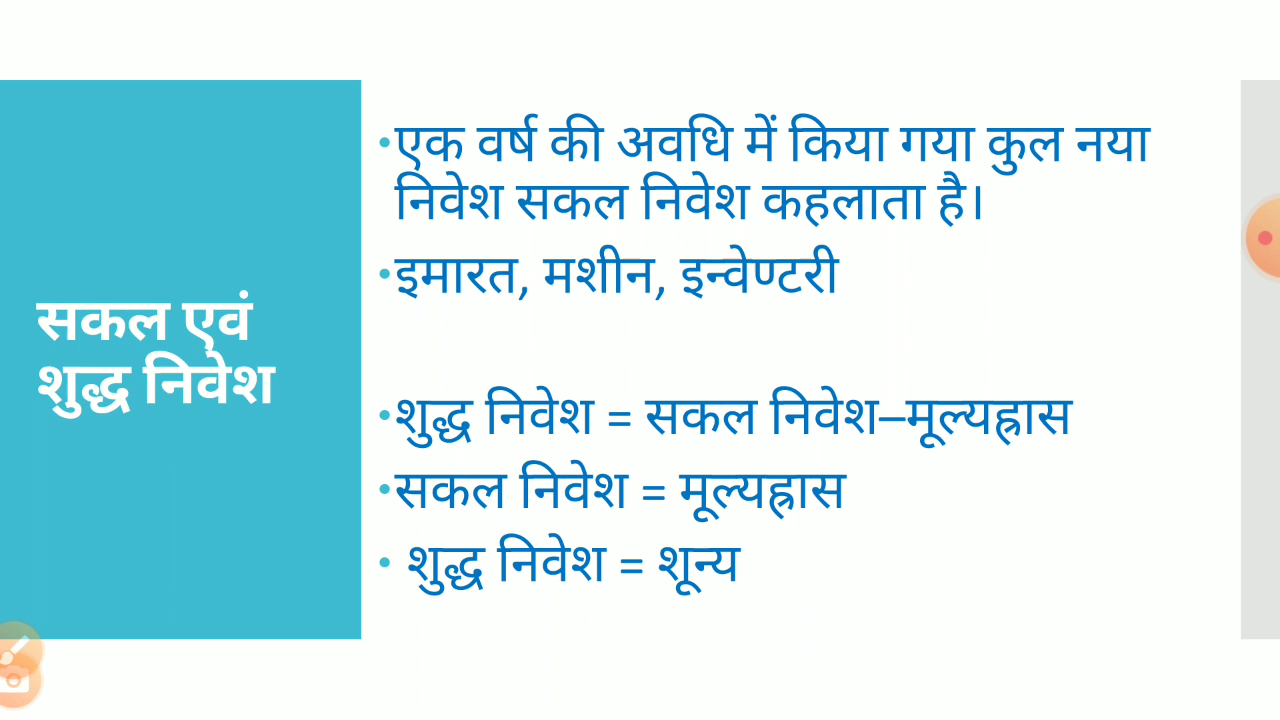 सकल एवं
शुद्ध निवेश
•एक वर्ष की अवधि में किया गया कुल नया
निवेश सकल निवेश कहलाता है।
•इमारत, मशीन, इन्वेण्टरी
•शुद्ध निवेश = सकल निवेश–मूल्यह्रास
•सकल निवेश = मूल्यह्रास
• शुद्ध निवेश = शून्य